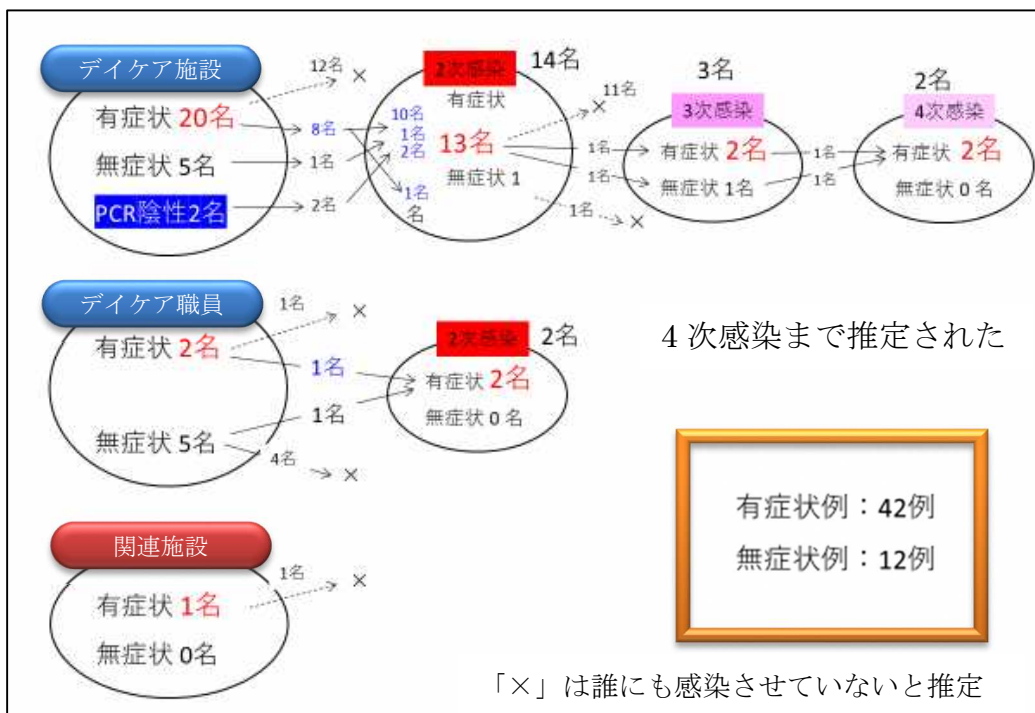 デイケア施設
有症状 20名
無症状 5名
PCR陰性2名
12名
×
8名
1名
2名
2次感染
14名
有症状
10名
1名
2名
13名
無症状 1
1名
名
11名
×
1名
1名
1名
×
3名
3次感染
有症状 2名
無症状 1名
1名
1名
2名
4次感染
有症状 2名
無症状 0 名
デイケア職員
有症状 2名
無症状 5名
1名
×
1名
1名
4名
×
2次感染
2名
有症状 2名
無症状 0 名
4次感染まで推定された
関連施設
有症状 1名
無症状 0名
1名
×
有症状例：42例
無症状例：12例
「×」は誰にも感染させていないと推定